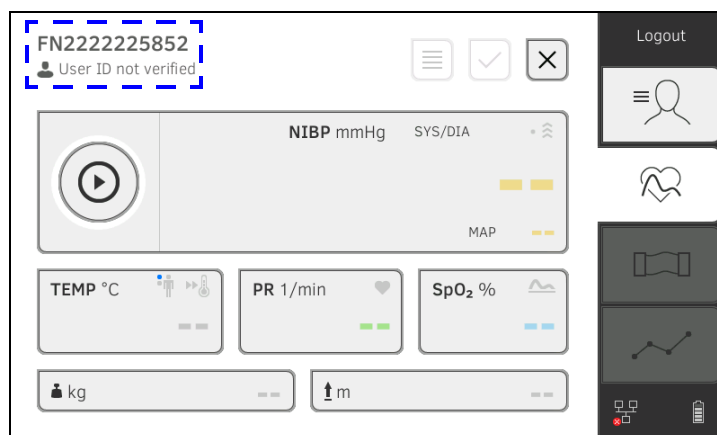 FN2222225852
User ID not verified
Logout
NIBP mmHg SYS/DIA
-- --
MAP --
TEMP °C
--
PR 1/min
--
SpO₂ %
--
kg --
m --